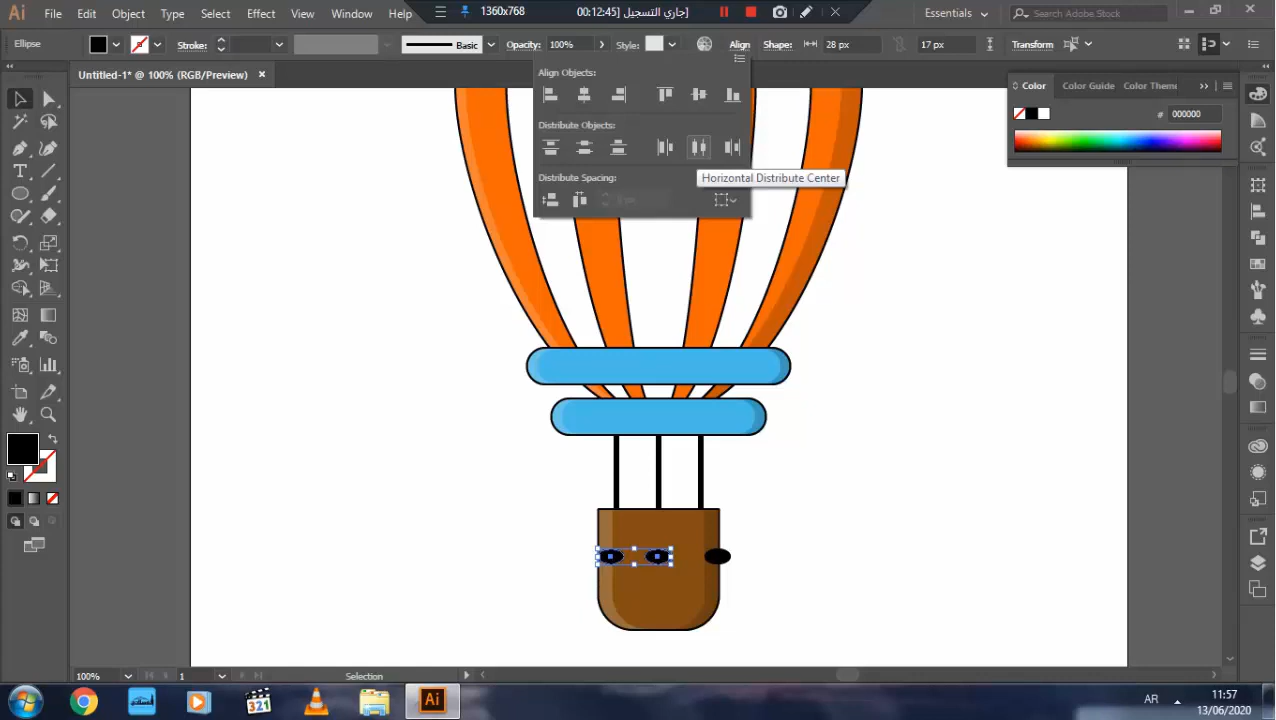 Ai File Edit Object Type Select Effect View Window Help
1360x768 00:12:45 [جاري التسجيل]
Essentials Search Adobe Stock
Ellipse Stroke: Basic Opacity: 100% Style: Align Shape: 28 px 17 px Transform
Untitled-1* @ 100% (RGB/Preview) ×
Align Objects:
Distribute Objects:
Horizontal Distribute Center
Distribute Spacing:
Color Color Guide Color Theme
# 000000
100% 1 Selection
321 Ai AR 11:57
13/06/2020